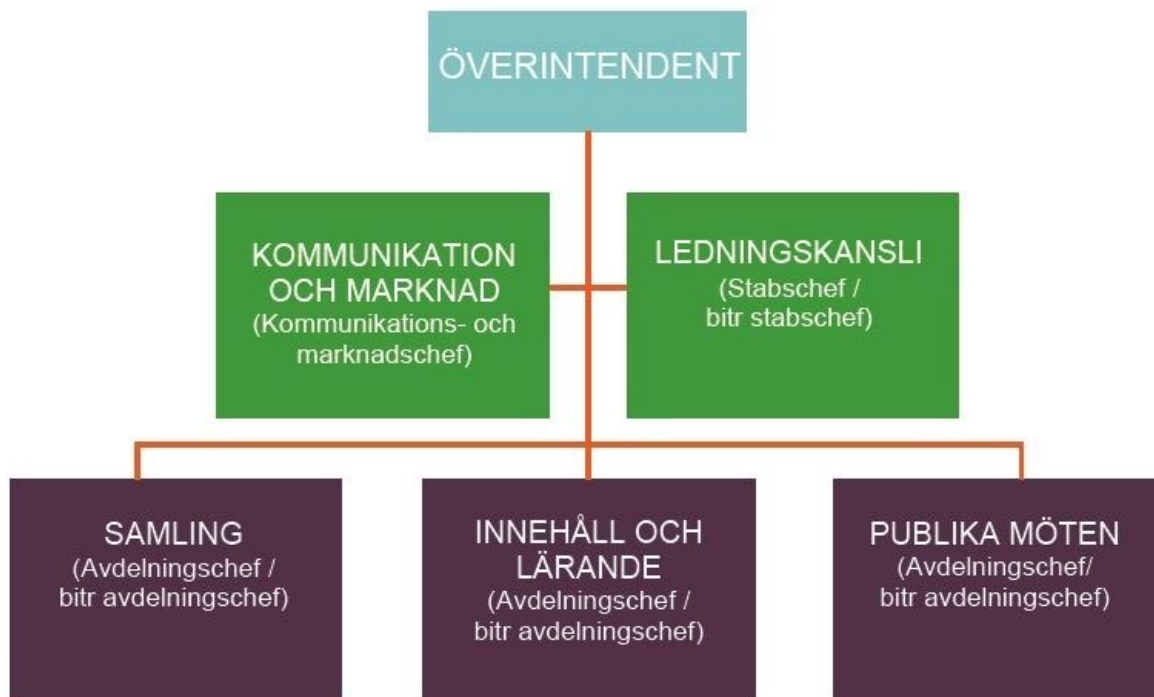 ÖVERINTENDENT
KOMMUNIKATION
OCH MARKNAD
(Kommunikations- och
marknadschef)
LEDNINGSKANSLI
(Stabschef /
bitr stabschef)
SAMLING
(Avdelningschef /
bitr avdelningschef)
INNEHÅLL OCH
LÄRANDE
(Avdelningschef /
bitr avdelningschef)
PUBLIKA MÖTEN
(Avdelningschef/
bitr avdelningschef)